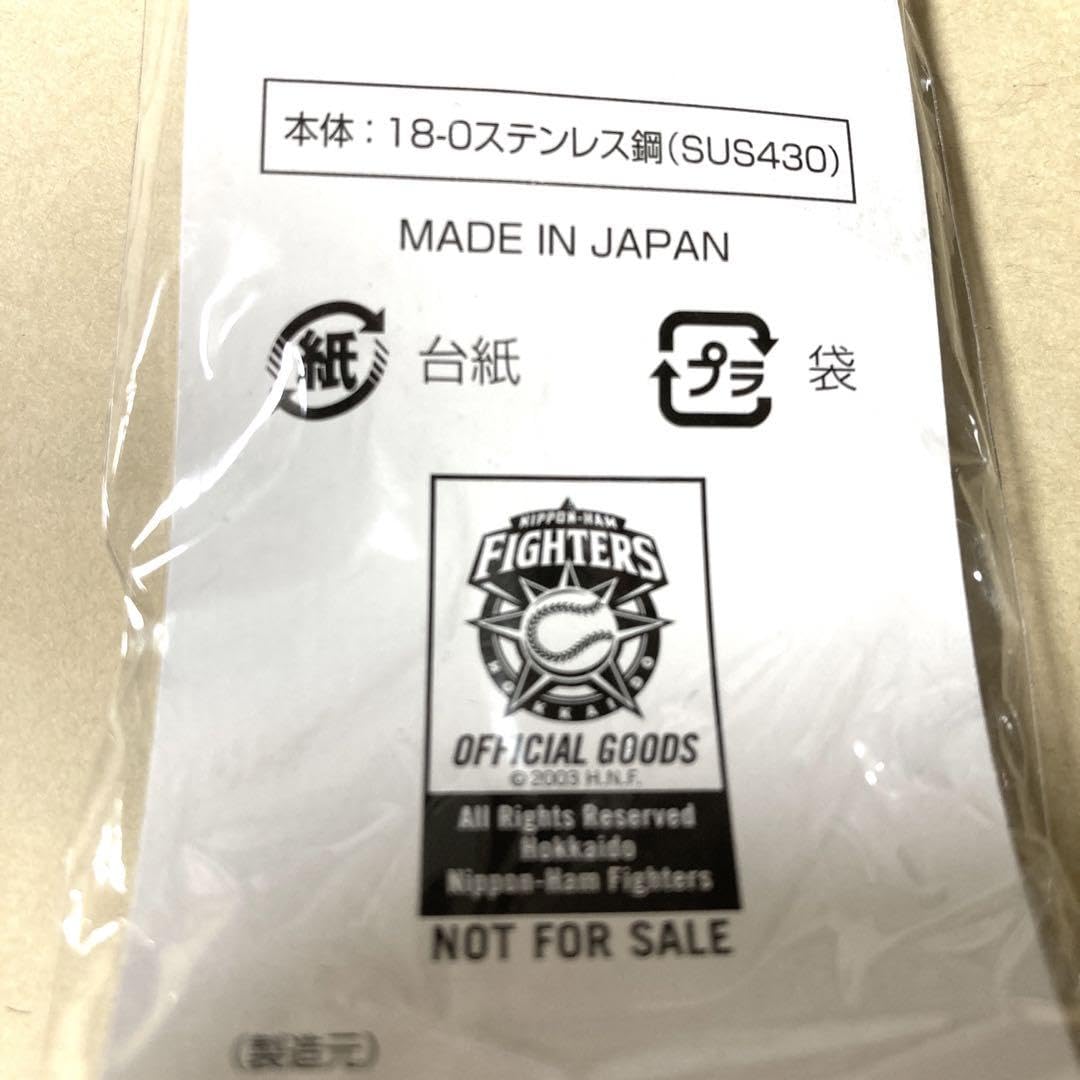 本体：18-0ステンレス鋼(SUS430)
MADE IN JAPAN
紙 台紙
プラ 袋
NIPPON-HAM
FIGHTERS
HOKKAIDO
OFFICIAL GOODS
©2003 H.N.F.
All Rights Reserved
Hokkaido
Nippon-Ham Fighters
NOT FOR SALE
(製造元)